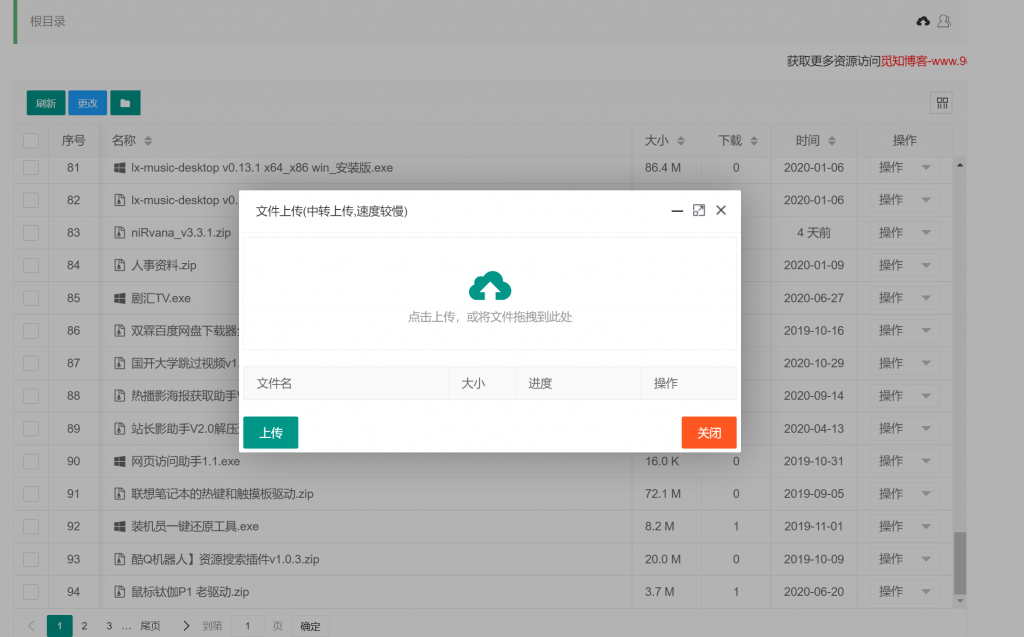 根目录
获取更多资源访问觅知博客-www.9
刷新 更改
序号 名称 大小 下载 时间 操作
81 lx-music-desktop v0.13.1 x64_x86 win_安装版.exe 86.4 M 0 2020-01-06 操作
82 lx-music-desktop v0. 2020-01-06 操作
文件上传(中转上传,速度较慢)
83 niRvana_v3.3.1.zip 4 天前 操作
84 人事资料.zip 2020-01-09 操作
85 剧汇TV.exe 2020-06-27 操作
点击上传，或将文件拖拽到此处
86 双霖百度网盘下载器 2019-10-16 操作
87 国开大学跳过视频v1. 2020-10-29 操作
文件名 大小 进度 操作
88 热播影海报获取助手 2020-09-14 操作
89 站长影助手V2.0解压 2020-04-13 操作
上传 关闭
90 网页访问助手1.1.exe 16.0 K 0 2019-10-31 操作
91 联想笔记本的热键和触摸板驱动.zip 72.1 M 0 2019-09-05 操作
92 装机员一键还原工具.exe 8.2 M 1 2019-11-01 操作
93 酷Q机器人】资源搜索插件v1.0.3.zip 20.0 M 0 2019-10-09 操作
94 鼠标钛伽P1 老驱动.zip 3.7 M 1 2020-06-20 操作
1 2 3 … 尾页 到第 1 页 确定